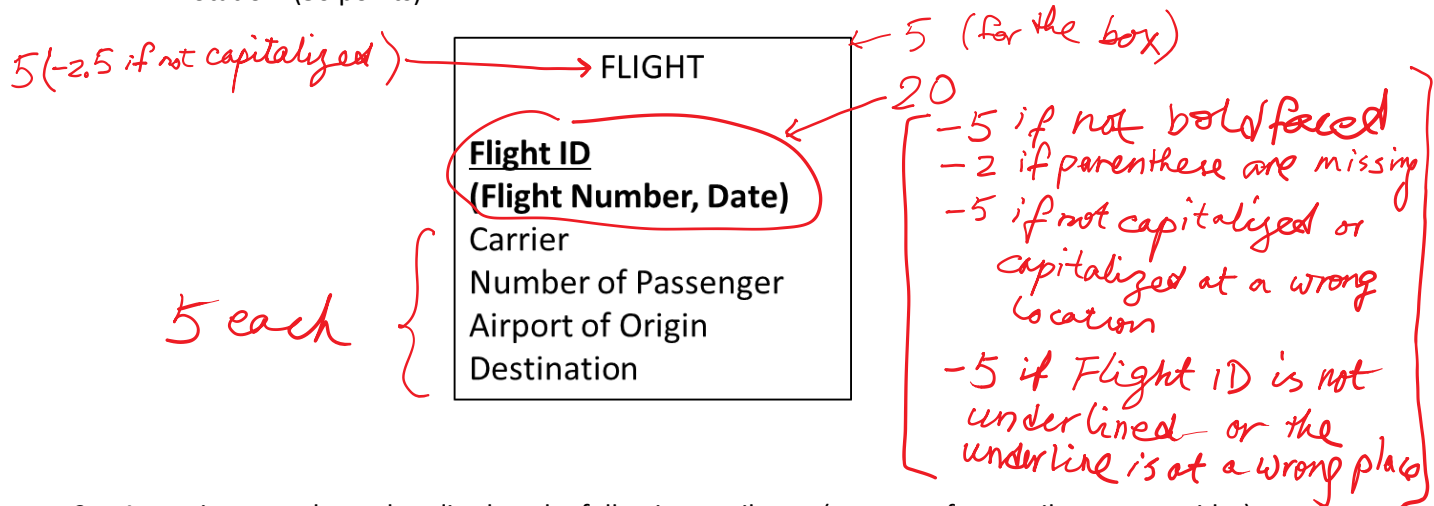 (50 points)
5 (-2.5 if not capitalized)
FLIGHT
5 (for the box)
20
Flight ID
(Flight Number, Date)
Carrier
Number of Passenger
Airport of Origin
Destination
5 each
-5 if not boldfaced
-2 if parenthese are missing
-5 if not capitalized or
capitalized at a wrong
location
-5 if Flight ID is not
underlined or the
underline is at a wrong place